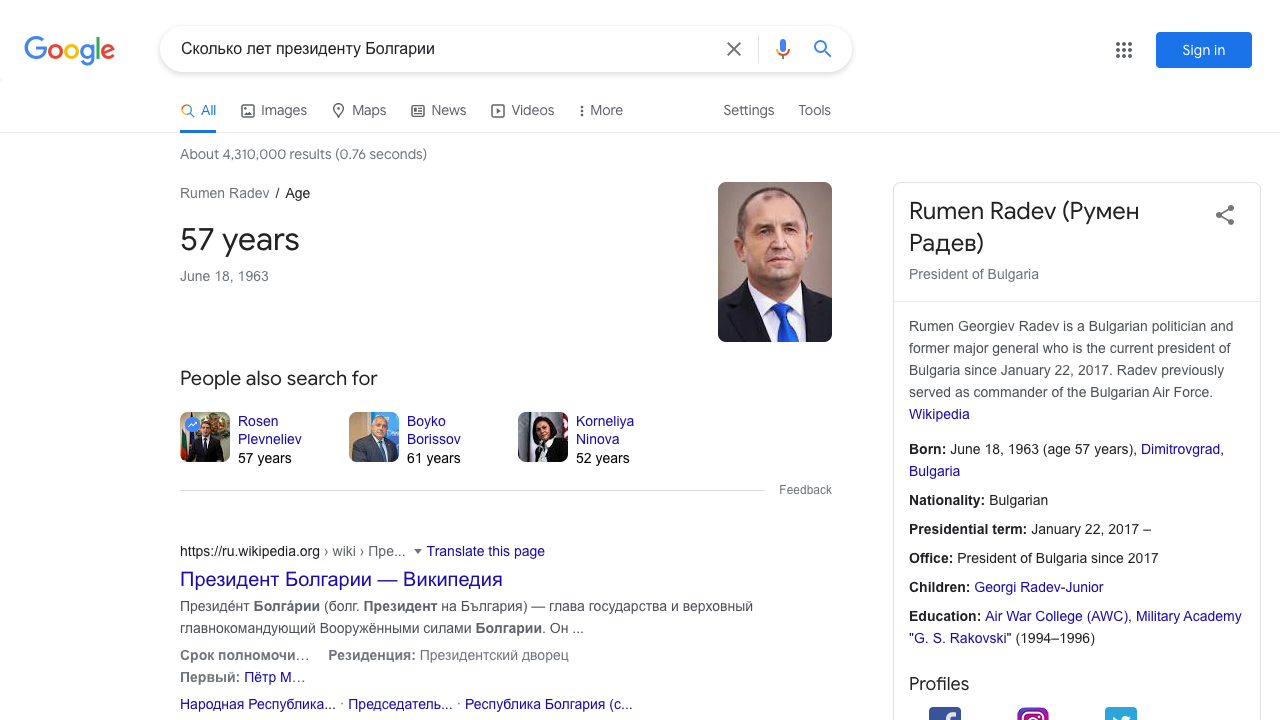 Google
Сколько лет президенту Болгарии
Sign in
All
Images
Maps
News
Videos
More
Settings
Tools
About 4,310,000 results (0.76 seconds)
Rumen Radev / Age
57 years
June 18, 1963
People also search for
Rosen
Plevneliev
57 years
Boyko
Borissov
61 years
Korneliya
Ninova
52 years
Feedback
https://ru.wikipedia.org › wiki › Пре... Translate this page
Президент Болгарии — Википедия
Президе́нт Болга́рии (болг. Президент на България) — глава государства и верховный
главнокомандующий Вооружёнными силами Болгарии. Он ...
Срок полномочи… Резиденция: Президентский дворец
Первый: Пётр М…
Народная Республика... · Председатель... · Республика Болгария (с...
Rumen Radev (Румен
Радев)
President of Bulgaria
Rumen Georgiev Radev is a Bulgarian politician and
former major general who is the current president of
Bulgaria since January 22, 2017. Radev previously
served as commander of the Bulgarian Air Force.
Wikipedia
Born: June 18, 1963 (age 57 years), Dimitrovgrad,
Bulgaria
Nationality: Bulgarian
Presidential term: January 22, 2017 –
Office: President of Bulgaria since 2017
Children: Georgi Radev-Junior
Education: Air War College (AWC), Military Academy
"G. S. Rakovski" (1994–1996)
Profiles